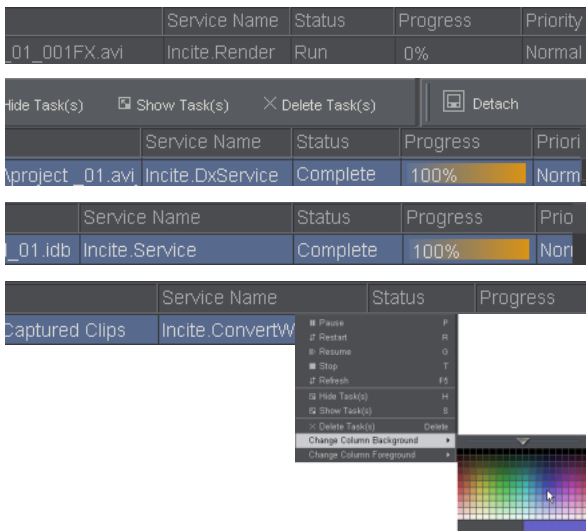 Service Name Status Progress Priority
_01_001FX.avi Incite.Render Run 0% Normal
Hide Task(s) Show Task(s) Delete Task(s) Detach
Service Name Status Progress Priori
\project _01.avi Incite.DxService Complete 100% Norm
Service Name Status Progress Prio
_01.idb Incite.Service Complete 100% Nor
Service Name Status Progress
Captured Clips Incite.ConvertW
Pause P
Restart R
Resume O
Stop T
Refresh F5
Hide Task(s) H
Show Task(s) S
Delete Task(s) Delete
Change Column Background
Change Column Foreground